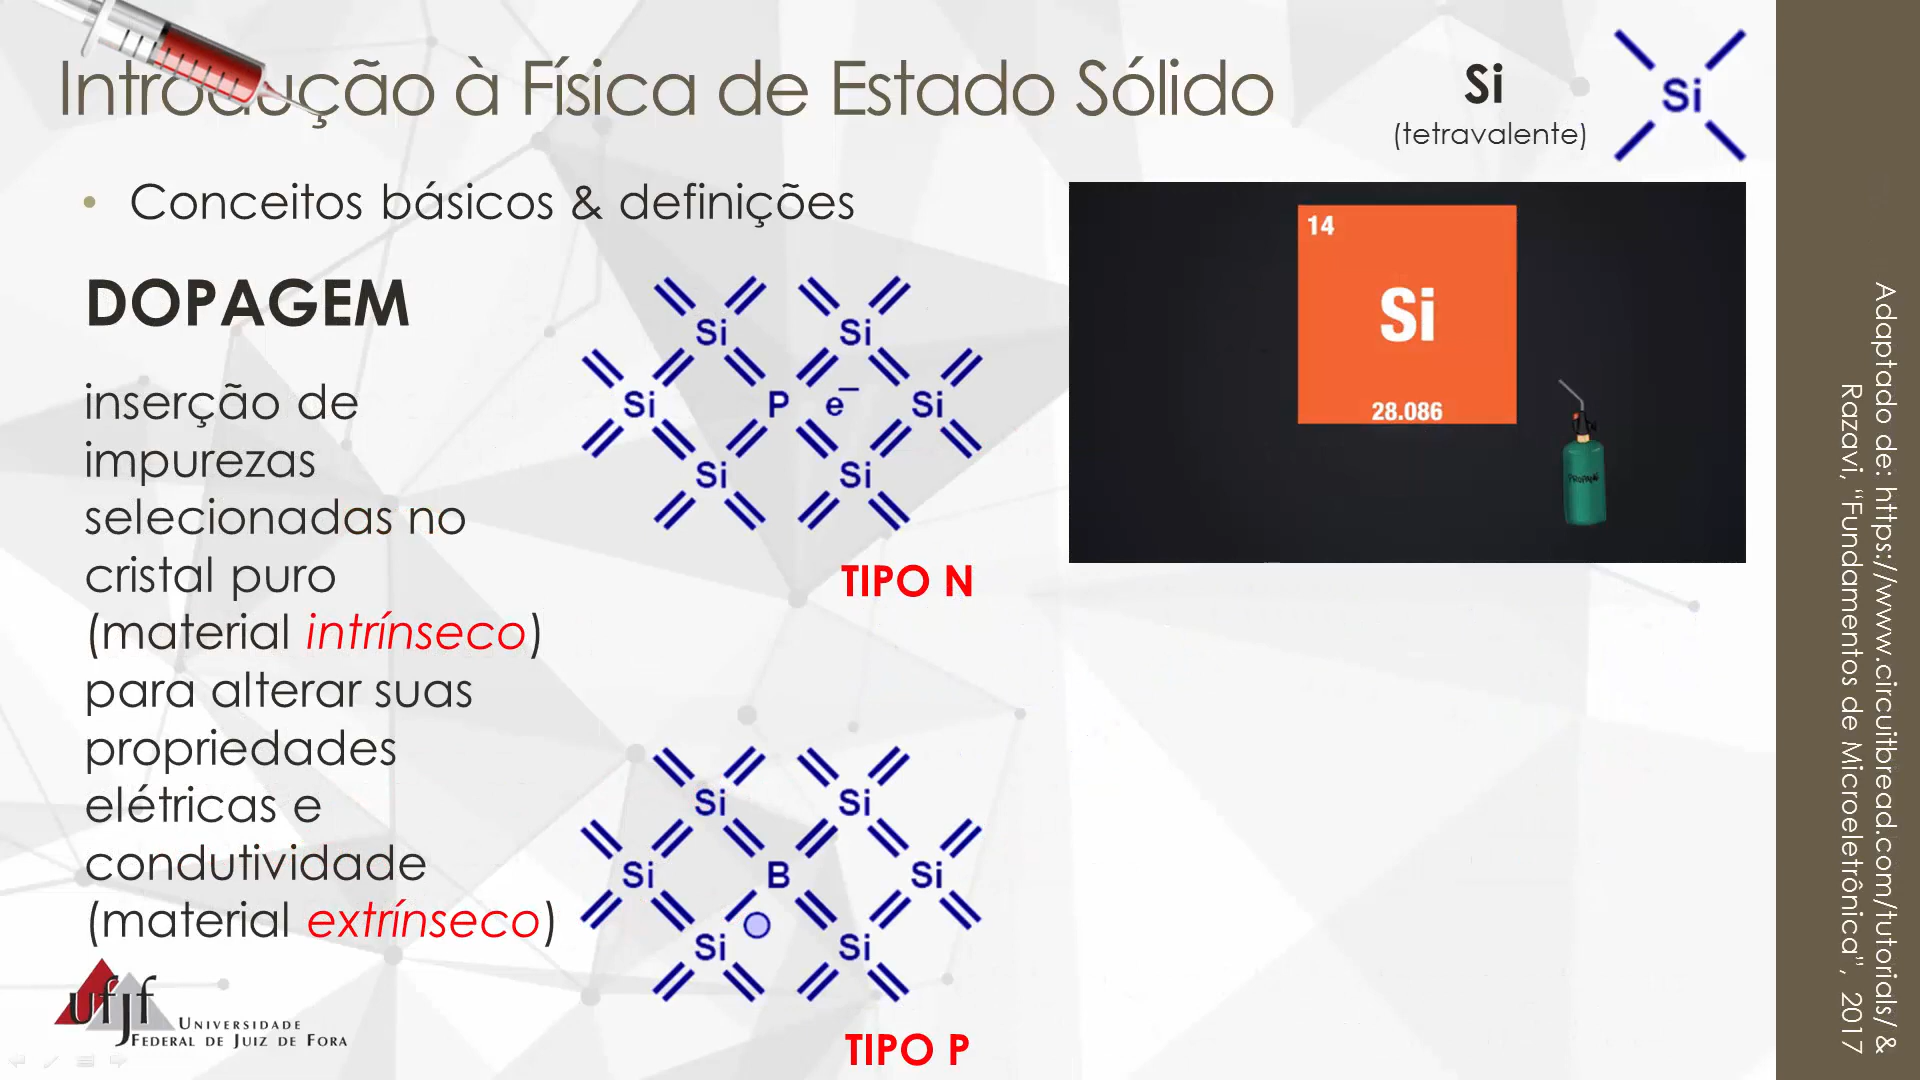 Introdução à Física de Estado Sólido
Si
(tetravalente)
Si
• Conceitos básicos & definições
DOPAGEM
inserção de
impurezas
selecionadas no
cristal puro
(material intrínseco)
para alterar suas
propriedades
elétricas e
condutividade
(material extrínseco)
Si Si
Si P e⁻ Si
Si Si
TIPO N
Si Si
Si B Si
Si Si
TIPO P
14
Si
28.086
PROPANE
Adaptado de: https://www.circuitbread.com/tutorials/ &
Razavi, “Fundamentos de Microeletrônica”, 2017
ufjf
UNIVERSIDADE
FEDERAL DE JUIZ DE FORA